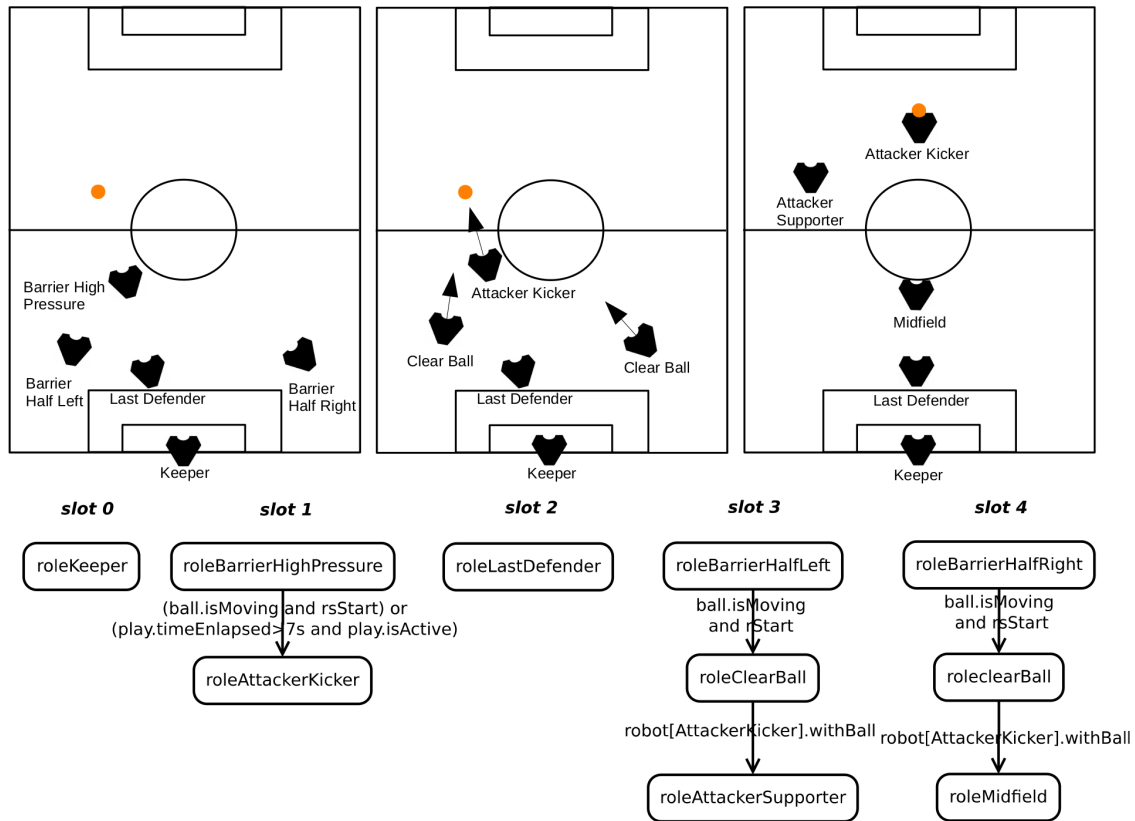 Barrier High
Pressure
Barrier
Half Left
Last Defender
Barrier
Half Right
Keeper
Attacker Kicker
Clear Ball
Clear Ball
Last Defender
Keeper
Attacker Kicker
Attacker
Supporter
Midfield
Last Defender
Keeper
slot 0
slot 1
slot 2
slot 3
slot 4
roleKeeper
roleBarrierHighPressure
roleLastDefender
roleBarrierHalfLeft
roleBarrierHalfRight
(ball.isMoving and rsStart) or
(play.timeEnlapsed>7s and play.isActive)
ball.isMoving
and rsStart
ball.isMoving
and rsStart
roleAttackerKicker
roleClearBall
roleclearBall
robot[AttackerKicker].withBall
robot[AttackerKicker].withBall
roleAttackerSupporter
roleMidfield